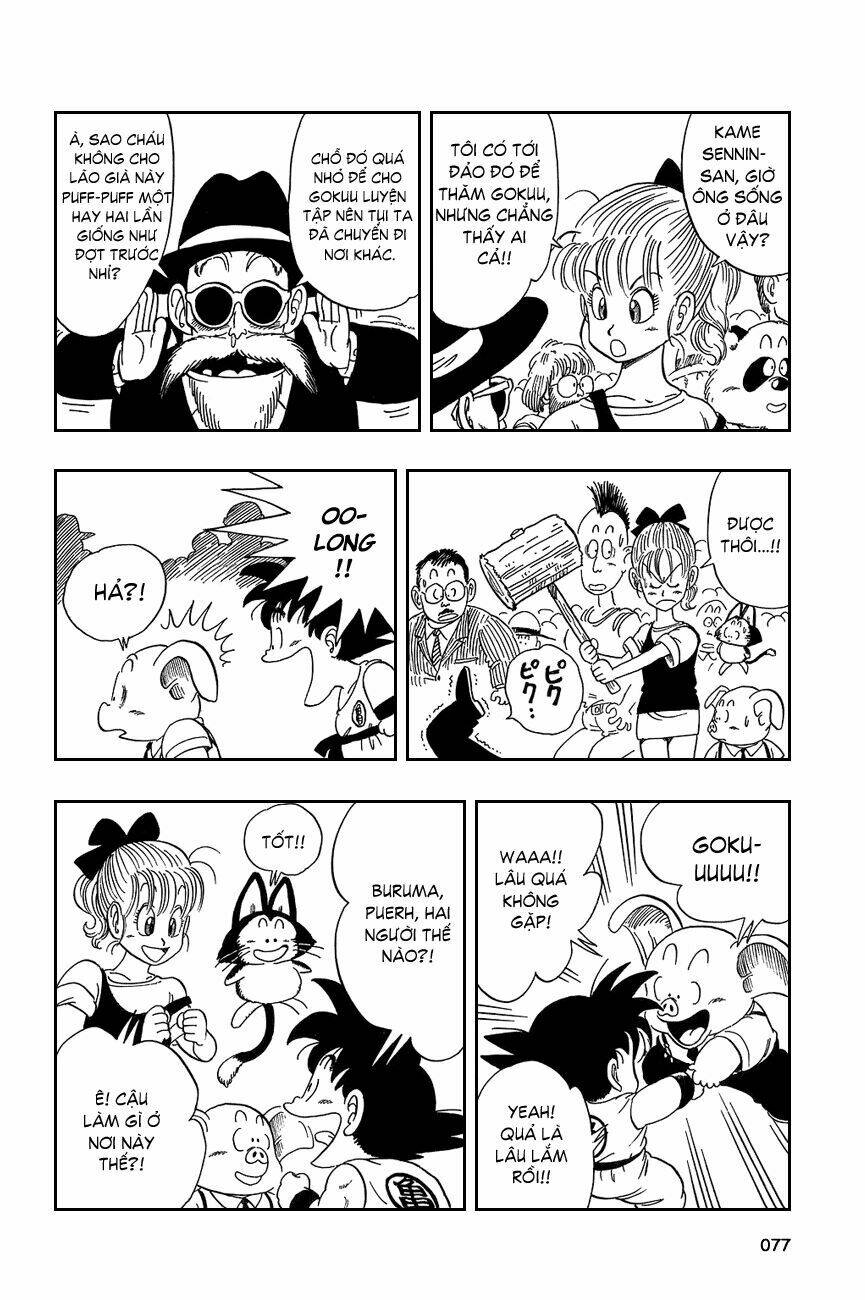 KAME
SENNIN-
SAN, GIỜ
ÔNG SỐNG
Ở ĐÂU
VẬY?
TÔI CÓ TỚI
ĐẢO ĐÓ ĐỂ
THĂM GOKUU,
NHƯNG CHẲNG
THẤY AI
CẢ!!
CHỖ ĐÓ QUÁ
NHỎ ĐỂ CHO
GOKUU LUYỆN
TẬP NÊN TỤI TA
ĐÃ CHUYỂN ĐI
NƠI KHÁC.
À, SAO CHÁU
KHÔNG CHO
LÃO GIÀ NÀY
PUFF-PUFF MỘT
HAY HAI LẦN
GIỐNG NHƯ
ĐỢT TRƯỚC
NHỈ?
ĐƯỢC
THÔI...!!
ピク
ピク...
OO-
LONG
!!
HẢ?!
GOKU-
UUUU!!
WAAA!!
LÂU QUÁ
KHÔNG
GẶP!
YEAH!
QUẢ LÀ
LÂU LẮM
RỒI!!
BURUMA,
PUERH, HAI
NGƯỜI THẾ
NÀO?!
TỐT!!
Ê! CẬU
LÀM GÌ Ở
NƠI NÀY
THẾ?!
亀
077